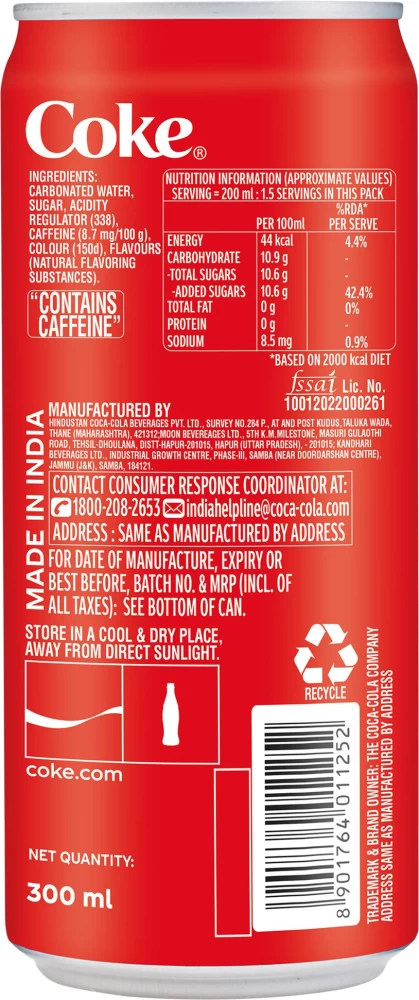 Coke®
INGREDIENTS:
CARBONATED WATER,
SUGAR, ACIDITY
REGULATOR (338),
CAFFEINE (8.7 mg/100 g),
COLOUR (150d), FLAVOURS
(NATURAL FLAVORING
SUBSTANCES).
"CONTAINS
CAFFEINE"
NUTRITION INFORMATION (APPROXIMATE VALUES)
SERVING = 200 ml : 1.5 SERVINGS IN THIS PACK
PER 100ml %RDA* PER SERVE
ENERGY 44 kcal 4.4%
CARBOHYDRATE 10.9 g -
-TOTAL SUGARS 10.6 g -
-ADDED SUGARS 10.6 g 42.4%
TOTAL FAT 0 g 0%
PROTEIN 0 g -
SODIUM 8.5 mg 0.9%
*BASED ON 2000 kcal DIET
fssai Lic. No.
10012022000261
MADE IN INDIA
MANUFACTURED BY
HINDUSTAN COCA-COLA BEVERAGES PVT. LTD., SURVEY NO.284 P., AT AND POST KUDUS,TALUKA WADA,
THANE (MAHARASHTRA), 421312;MOON BEVEREAGES LTD., 5TH K.M.MILESTONE, MASURI GULAOTHI
ROAD, TEHSIL-DHOULANA, DISTT-HAPUR-201015, HAPUR (UTTAR PRADESH). - 201015; KANDHARI
BEVERAGES LTD., INDUSTRIAL GROWTH CENTRE, PHASE-III, SAMBA (NEAR DOORDARSHAN CENTRE),
JAMMU (J&K), SAMBA, 184121.
CONTACT CONSUMER RESPONSE COORDINATOR AT:
1800-208-2653 indiahelpline@coca-cola.com
ADDRESS : SAME AS MANUFACTURED BY ADDRESS
FOR DATE OF MANUFACTURE, EXPIRY OR
BEST BEFORE, BATCH NO. & MRP (INCL. OF
ALL TAXES): SEE BOTTOM OF CAN.
STORE IN A COOL & DRY PLACE,
AWAY FROM DIRECT SUNLIGHT.
RECYCLE
coke.com
NET QUANTITY:
300 ml
8 901764 011252
TRADEMARK & BRAND OWNER: THE COCA-COLA COMPANY
ADDRESS SAME AS MANUFACTURED BY ADDRESS